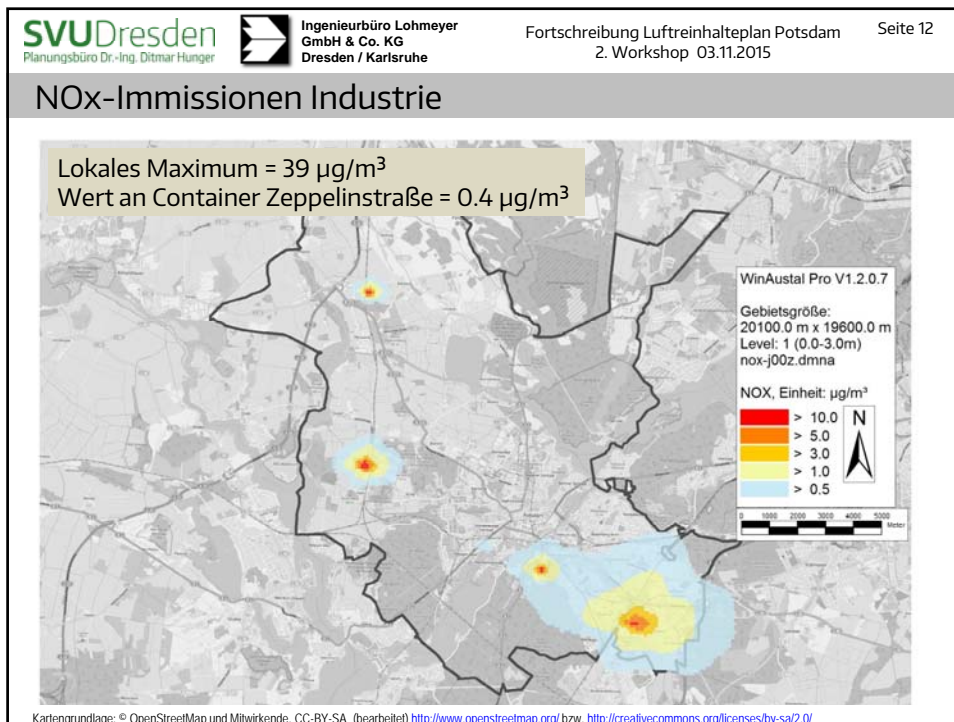 SVUDresden
Planungsbüro Dr.-Ing. Ditmar Hunger
Ingenieurbüro Lohmeyer
GmbH & Co. KG
Dresden / Karlsruhe
Fortschreibung Luftreinhalteplan Potsdam
2. Workshop 03.11.2015
Seite 12
NOx-Immissionen Industrie
Lokales Maximum = 39 µg/m³
Wert an Container Zeppelinstraße = 0.4 µg/m³
WinAustal Pro V1.2.0.7
Gebietsgröße:
20100.0 m x 19600.0 m
Level: 1 (0.0-3.0m)
nox-j00z.dmna
NOX, Einheit: µg/m³
> 10.0
> 5.0
> 3.0
> 1.0
> 0.5
N
0 1000 2000 3000 4000 5000
Meter
Kartengrundlage: © OpenStreetMap und Mitwirkende, CC-BY-SA, (bearbeitet) http://www.openstreetmap.org/ bzw. http://creativecommons.org/licenses/by-sa/2.0/